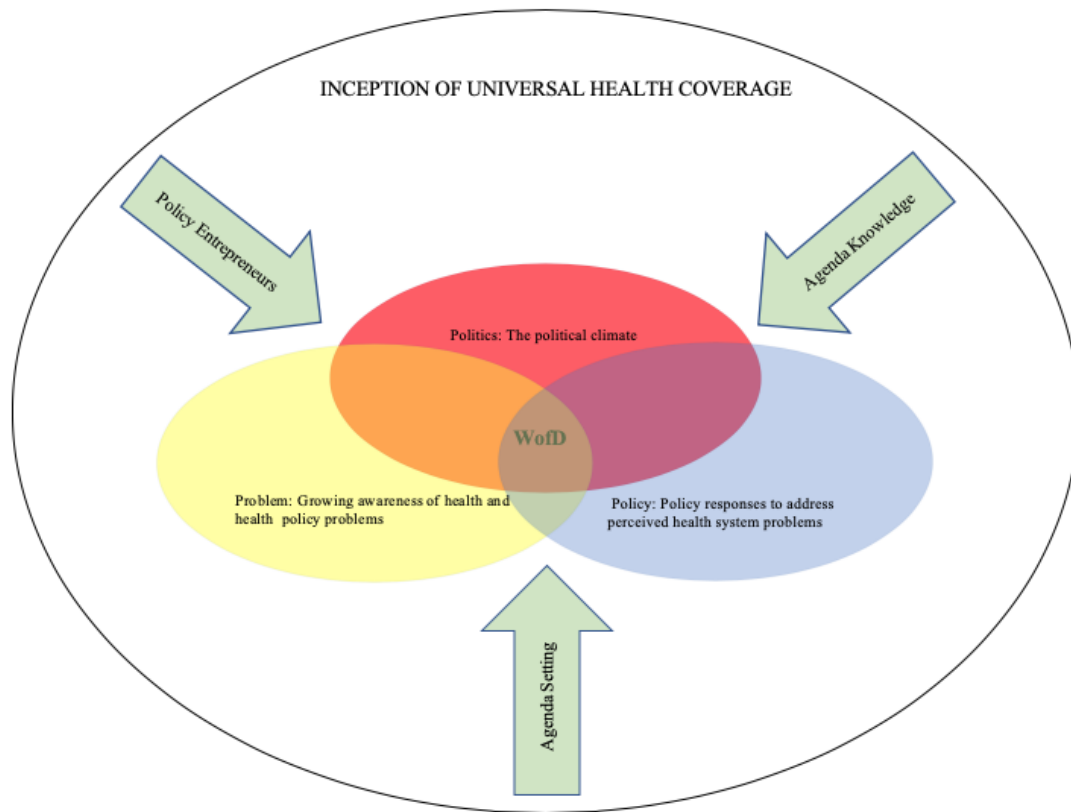 INCEPTION OF UNIVERSAL HEALTH COVERAGE
Policy Entrepreneurs
Agenda Knowledge
Politics: The political climate
WofD
Problem: Growing awareness of health and
health policy problems
Policy: Policy responses to address
perceived health system problems
Agenda Setting